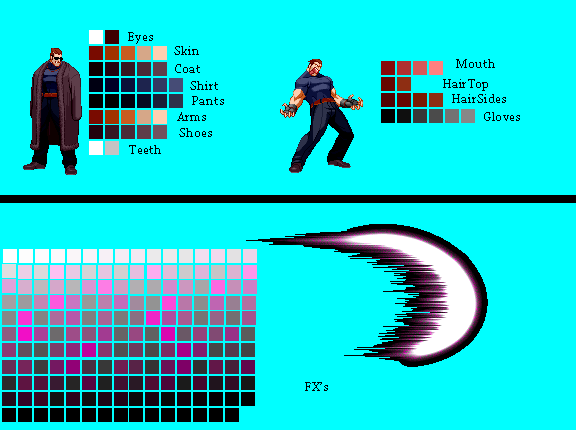 Eyes
Skin
Coat
Shirt
Pants
Arms
Shoes
Teeth
Mouth
HairTop
HairSides
Gloves
FX's